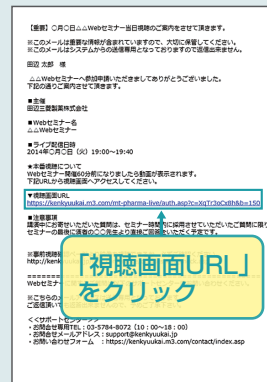 【重要】○月○日△△Webセミナー当日視聴のご案内をさせて頂きます。
※このメールは重要な情報が含まれていますので、大切に保管してください。
※このメールはシステムからの送信専用となっておりますので返信出来ません。
田辺 太郎 様
△△Webセミナーへ参加申請いただきましてありがとうございました。
下記の通りご案内させて頂きます。
■主催
田辺三菱製薬株式会社
■Webセミナー名
△△Webセミナー
■ライブ配信日時
2014年○月○日（火）19:00～19:40
★本番視聴について
Webセミナー開催60分前になりましたら動画が表示されます。
下記URLから視聴画面へアクセスしてください。
▼視聴画面URL
https://kenkyuukai.m3.com/mt-pharma-live/auth.asp?c=XqTr3oCx8h&b=150
■注意事項
講演中にお寄せいただいた質問は、セミナー時間内に採用させていただいたご質問に限り
セミナーの最後に演者の○○先生より直接ご回答をいただく予定です。
※事前視聴
http://kenk
Webセミナ
※こちらの
ご返信頂いて
「視聴画面URL」
をクリック
<<サポートセンター>>
・お問合せ専用TEL：03-5784-8072（10：00～18：00）
・お問合せメールアドレス：support@kenkyuukai.jp
・お問い合わせフォーム ：https://kenkyuukai.m3.com/contact/index.asp